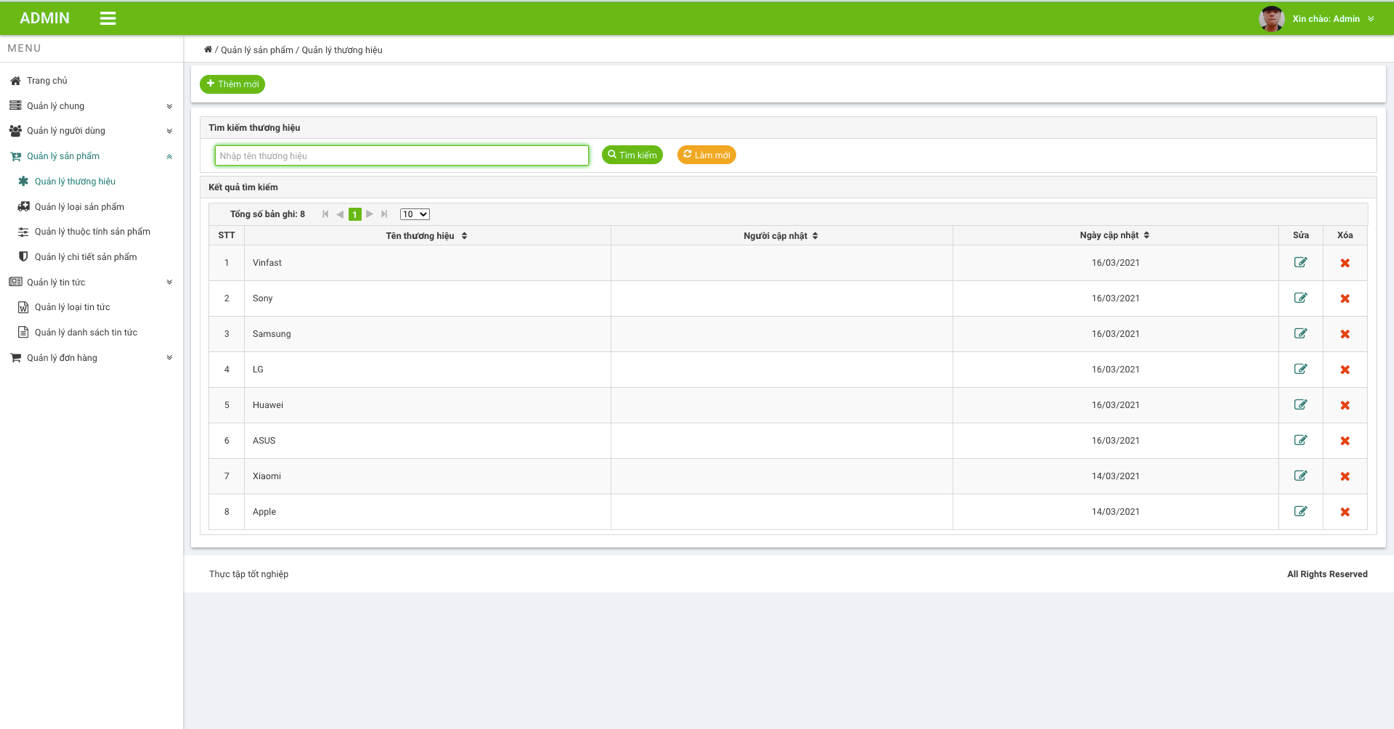 ADMIN
Xin chào: Admin
MENU
/ Quản lý sản phẩm / Quản lý thương hiệu
Trang chủ
Quản lý chung
Quản lý người dùng
Quản lý sản phẩm
Quản lý thương hiệu
Quản lý loại sản phẩm
Quản lý thuộc tính sản phẩm
Quản lý chi tiết sản phẩm
Quản lý tin tức
Quản lý loại tin tức
Quản lý danh sách tin tức
Quản lý đơn hàng
Thêm mới
Tìm kiếm thương hiệu
Nhập tên thương hiệu
Tìm kiếm
Làm mới
Kết quả tìm kiếm
Tổng số bản ghi: 8
1
10
STT Tên thương hiệu Người cập nhật Ngày cập nhật Sửa Xóa
1 Vinfast 16/03/2021
2 Sony 16/03/2021
3 Samsung 16/03/2021
4 LG 16/03/2021
5 Huawei 16/03/2021
6 ASUS 16/03/2021
7 Xiaomi 14/03/2021
8 Apple 14/03/2021
Thực tập tốt nghiệp
All Rights Reserved